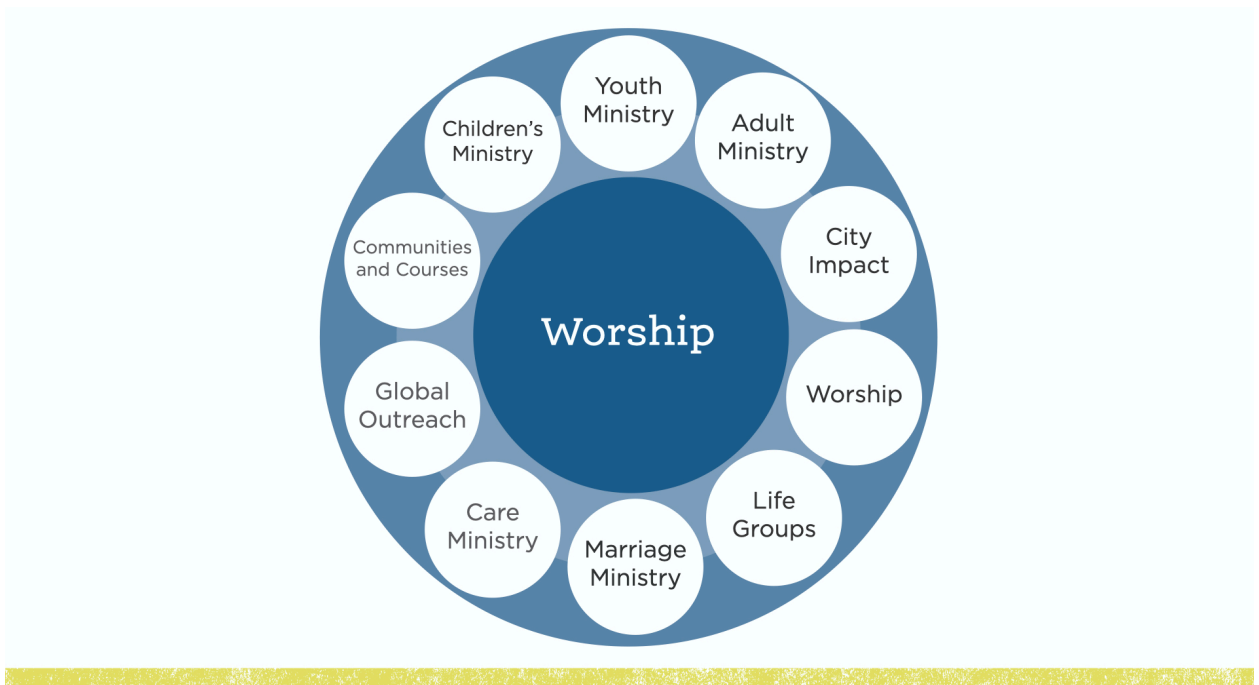 Youth
Ministry
Adult
Ministry
City
Impact
Worship
Life
Groups
Marriage
Ministry
Care
Ministry
Global
Outreach
Communities
and Courses
Children’s
Ministry
Worship